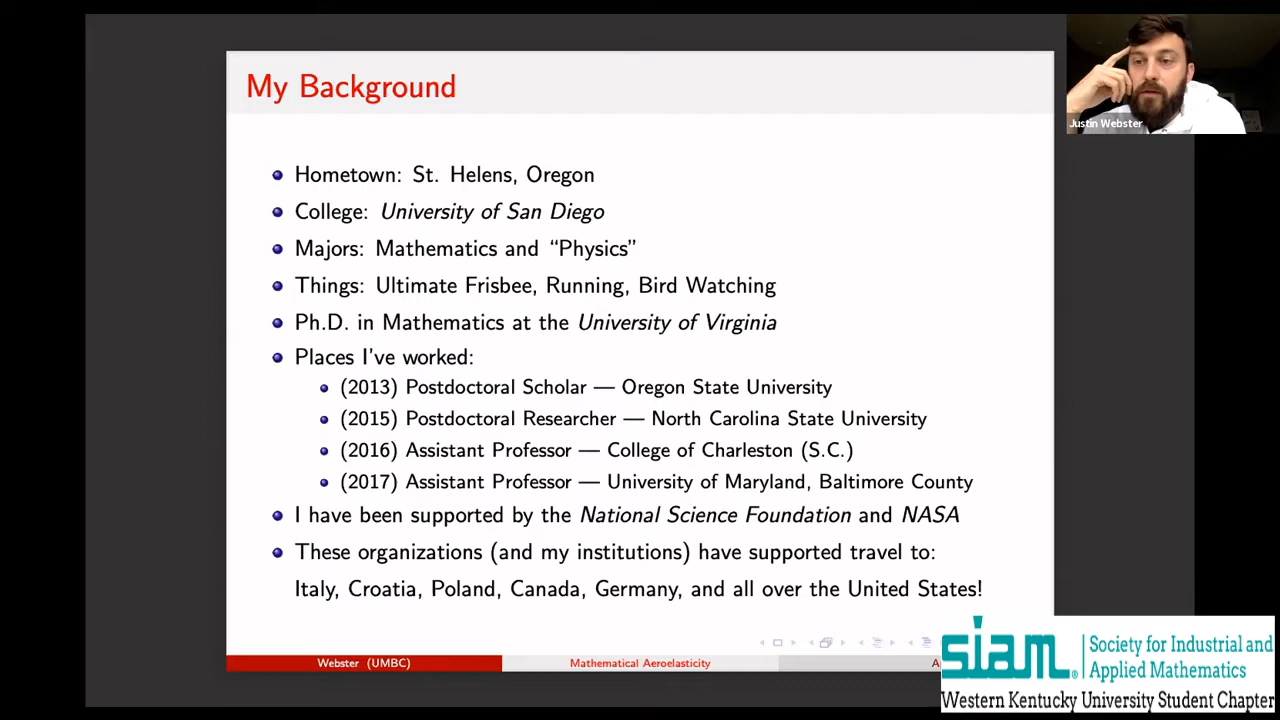 My Background
Justin Webster
Hometown: St. Helens, Oregon
College: University of San Diego
Majors: Mathematics and “Physics”
Things: Ultimate Frisbee, Running, Bird Watching
Ph.D. in Mathematics at the University of Virginia
Places I’ve worked:
(2013) Postdoctoral Scholar — Oregon State University
(2015) Postdoctoral Researcher — North Carolina State University
(2016) Assistant Professor — College of Charleston (S.C.)
(2017) Assistant Professor — University of Maryland, Baltimore County
I have been supported by the National Science Foundation and NASA
These organizations (and my institutions) have supported travel to:
Italy, Croatia, Poland, Canada, Germany, and all over the United States!
Webster (UMBC)
Mathematical Aeroelasticity
siam®
Society for Industrial and
Applied Mathematics
Western Kentucky University Student Chapter